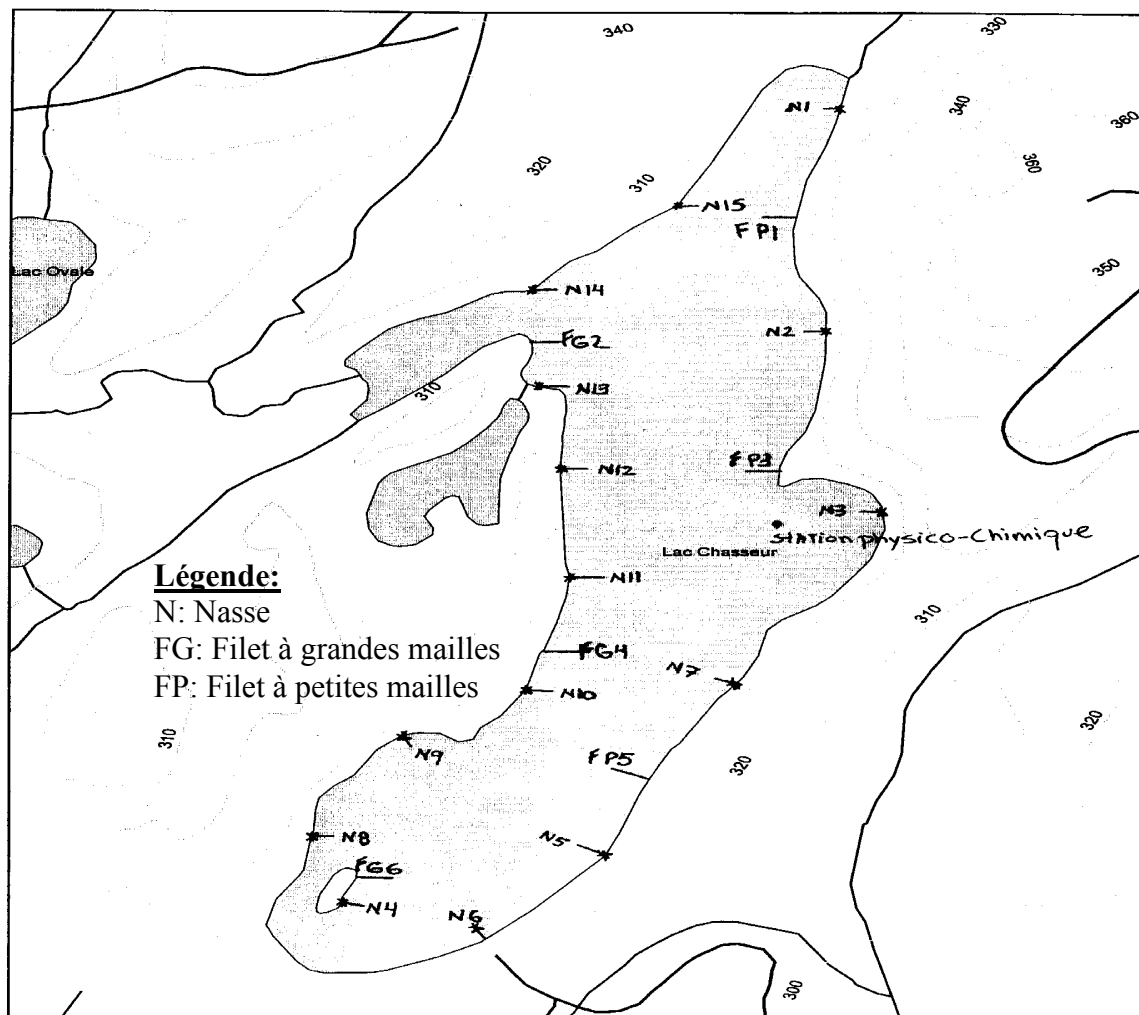 340
330
N1
340
360
320
310
360
N15
FP1
Lac Ovale
350
N14
N2
FG2
310
N13
FP3
N12
N3
Station physico-Chimique
Lac Chasseur
Légende:
N: Nasse
FG: Filet à grandes mailles
FP: Filet à petites mailles
N11
310
FG4
N7
N10
310
N9
320
320
FP5
N8
N5
FG6
N4
N6
300